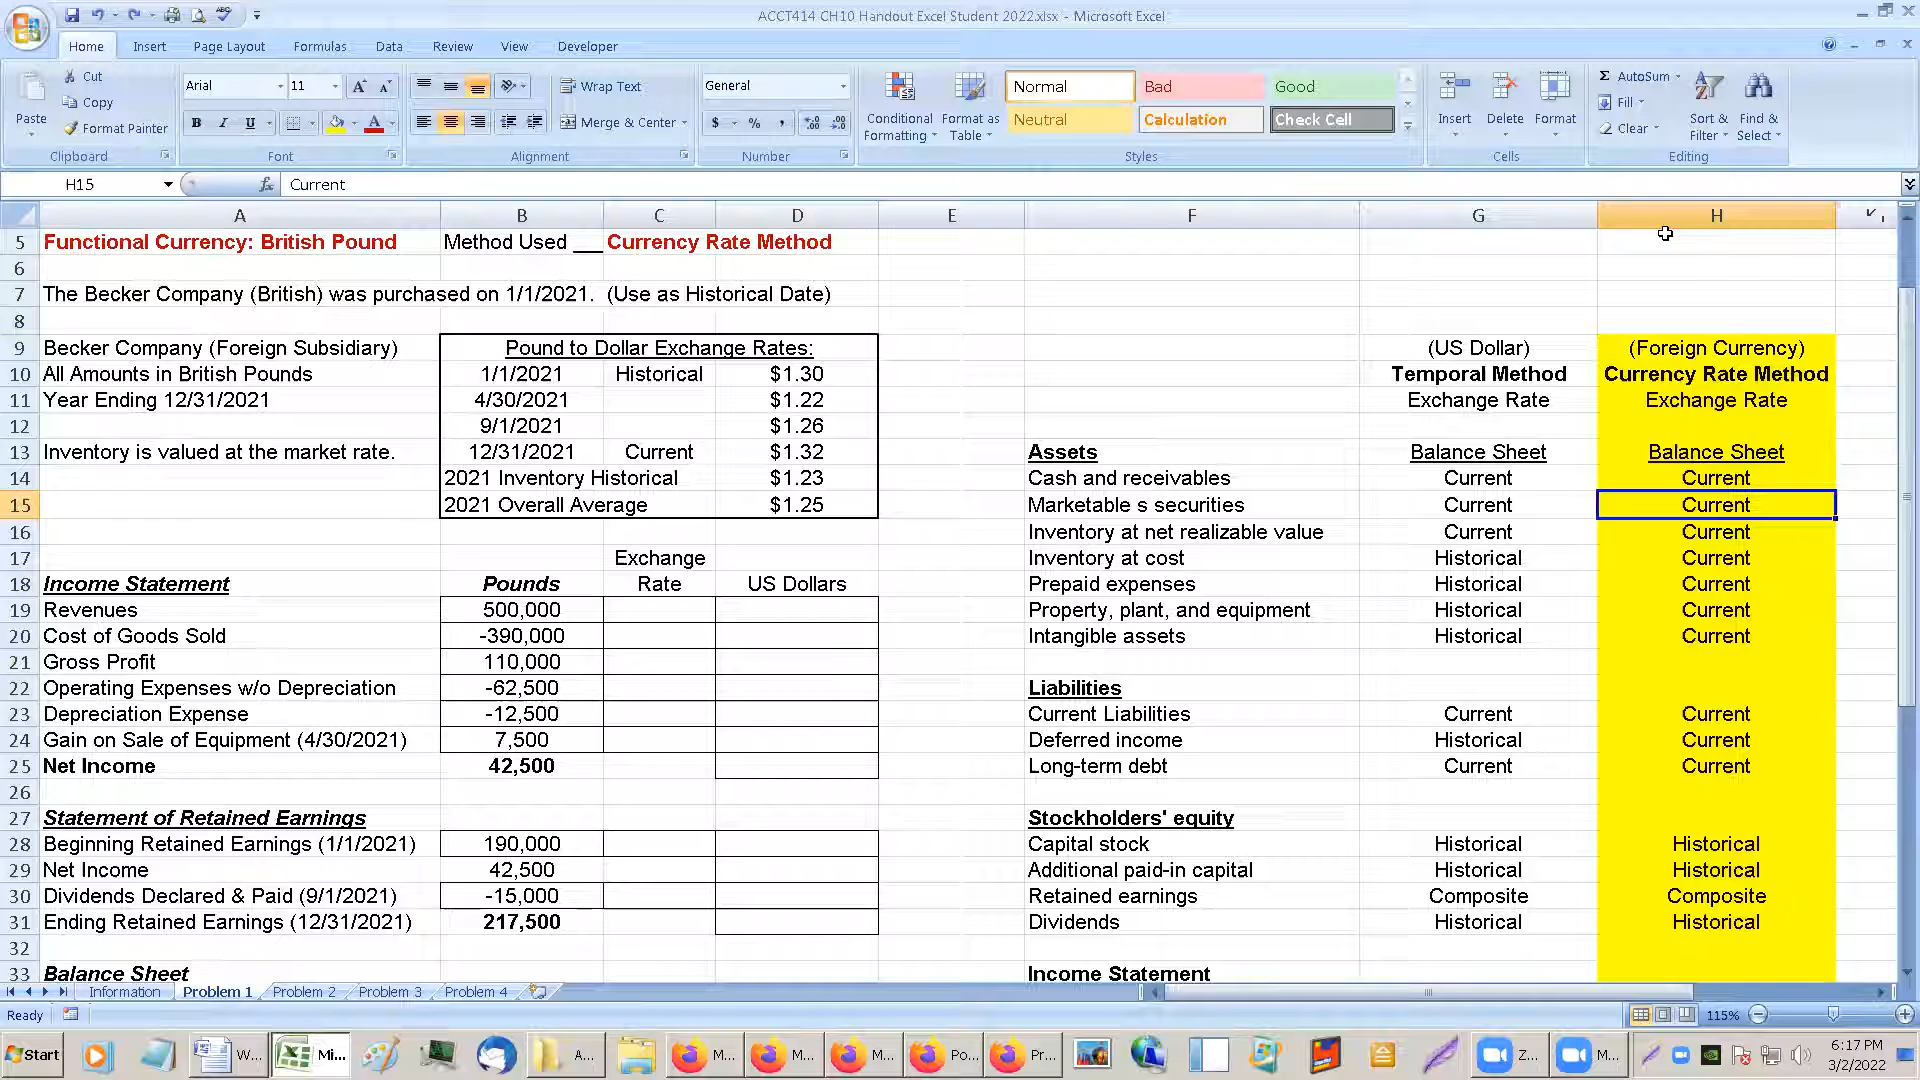 ACCT414 CH10 Handout Excel Student 2022.xlsx - Microsoft Excel
Home Insert Page Layout Formulas Data Review View Developer
Paste Cut Copy Format Painter Clipboard
Arial 11 Font
Wrap Text Merge & Center Alignment
General Number
Conditional Formatting Format as Table Normal Bad Good Neutral Calculation Check Cell Styles
Insert Delete Format Cells
AutoSum Fill Clear Sort & Filter Find & Select Editing
H15 fx Current
A B C D E F G H
5 Functional Currency: British Pound Method Used ___ Currency Rate Method
6
7 The Becker Company (British) was purchased on 1/1/2021. (Use as Historical Date)
8
9 Becker Company (Foreign Subsidiary) Pound to Dollar Exchange Rates: (US Dollar) (Foreign Currency)
10 All Amounts in British Pounds 1/1/2021 Historical $1.30 Temporal Method Currency Rate Method
11 Year Ending 12/31/2021 4/30/2021 $1.22 Exchange Rate Exchange Rate
12 9/1/2021 $1.26
13 Inventory is valued at the market rate. 12/31/2021 Current $1.32 Assets Balance Sheet Balance Sheet
14 2021 Inventory Historical $1.23 Cash and receivables Current Current
15 2021 Overall Average $1.25 Marketable s securities Current Current
16 Inventory at net realizable value Current Current
17 Exchange Inventory at cost Historical Current
18 Income Statement Pounds Rate US Dollars Prepaid expenses Historical Current
19 Revenues 500,000 Property, plant, and equipment Historical Current
20 Cost of Goods Sold -390,000 Intangible assets Historical Current
21 Gross Profit 110,000
22 Operating Expenses w/o Depreciation -62,500 Liabilities
23 Depreciation Expense -12,500 Current Liabilities Current Current
24 Gain on Sale of Equipment (4/30/2021) 7,500 Deferred income Historical Current
25 Net Income 42,500 Long-term debt Current Current
26
27 Statement of Retained Earnings Stockholders' equity
28 Beginning Retained Earnings (1/1/2021) 190,000 Capital stock Historical Historical
29 Net Income 42,500 Additional paid-in capital Historical Historical
30 Dividends Declared & Paid (9/1/2021) -15,000 Retained earnings Composite Composite
31 Ending Retained Earnings (12/31/2021) 217,500 Dividends Historical Historical
32
33 Balance Sheet Income Statement
Information Problem 1 Problem 2 Problem 3 Problem 4
Ready 115%
Start W... Mi... A... M... M... M... Po... Pr... Z... M... 6:17 PM
3/2/2022